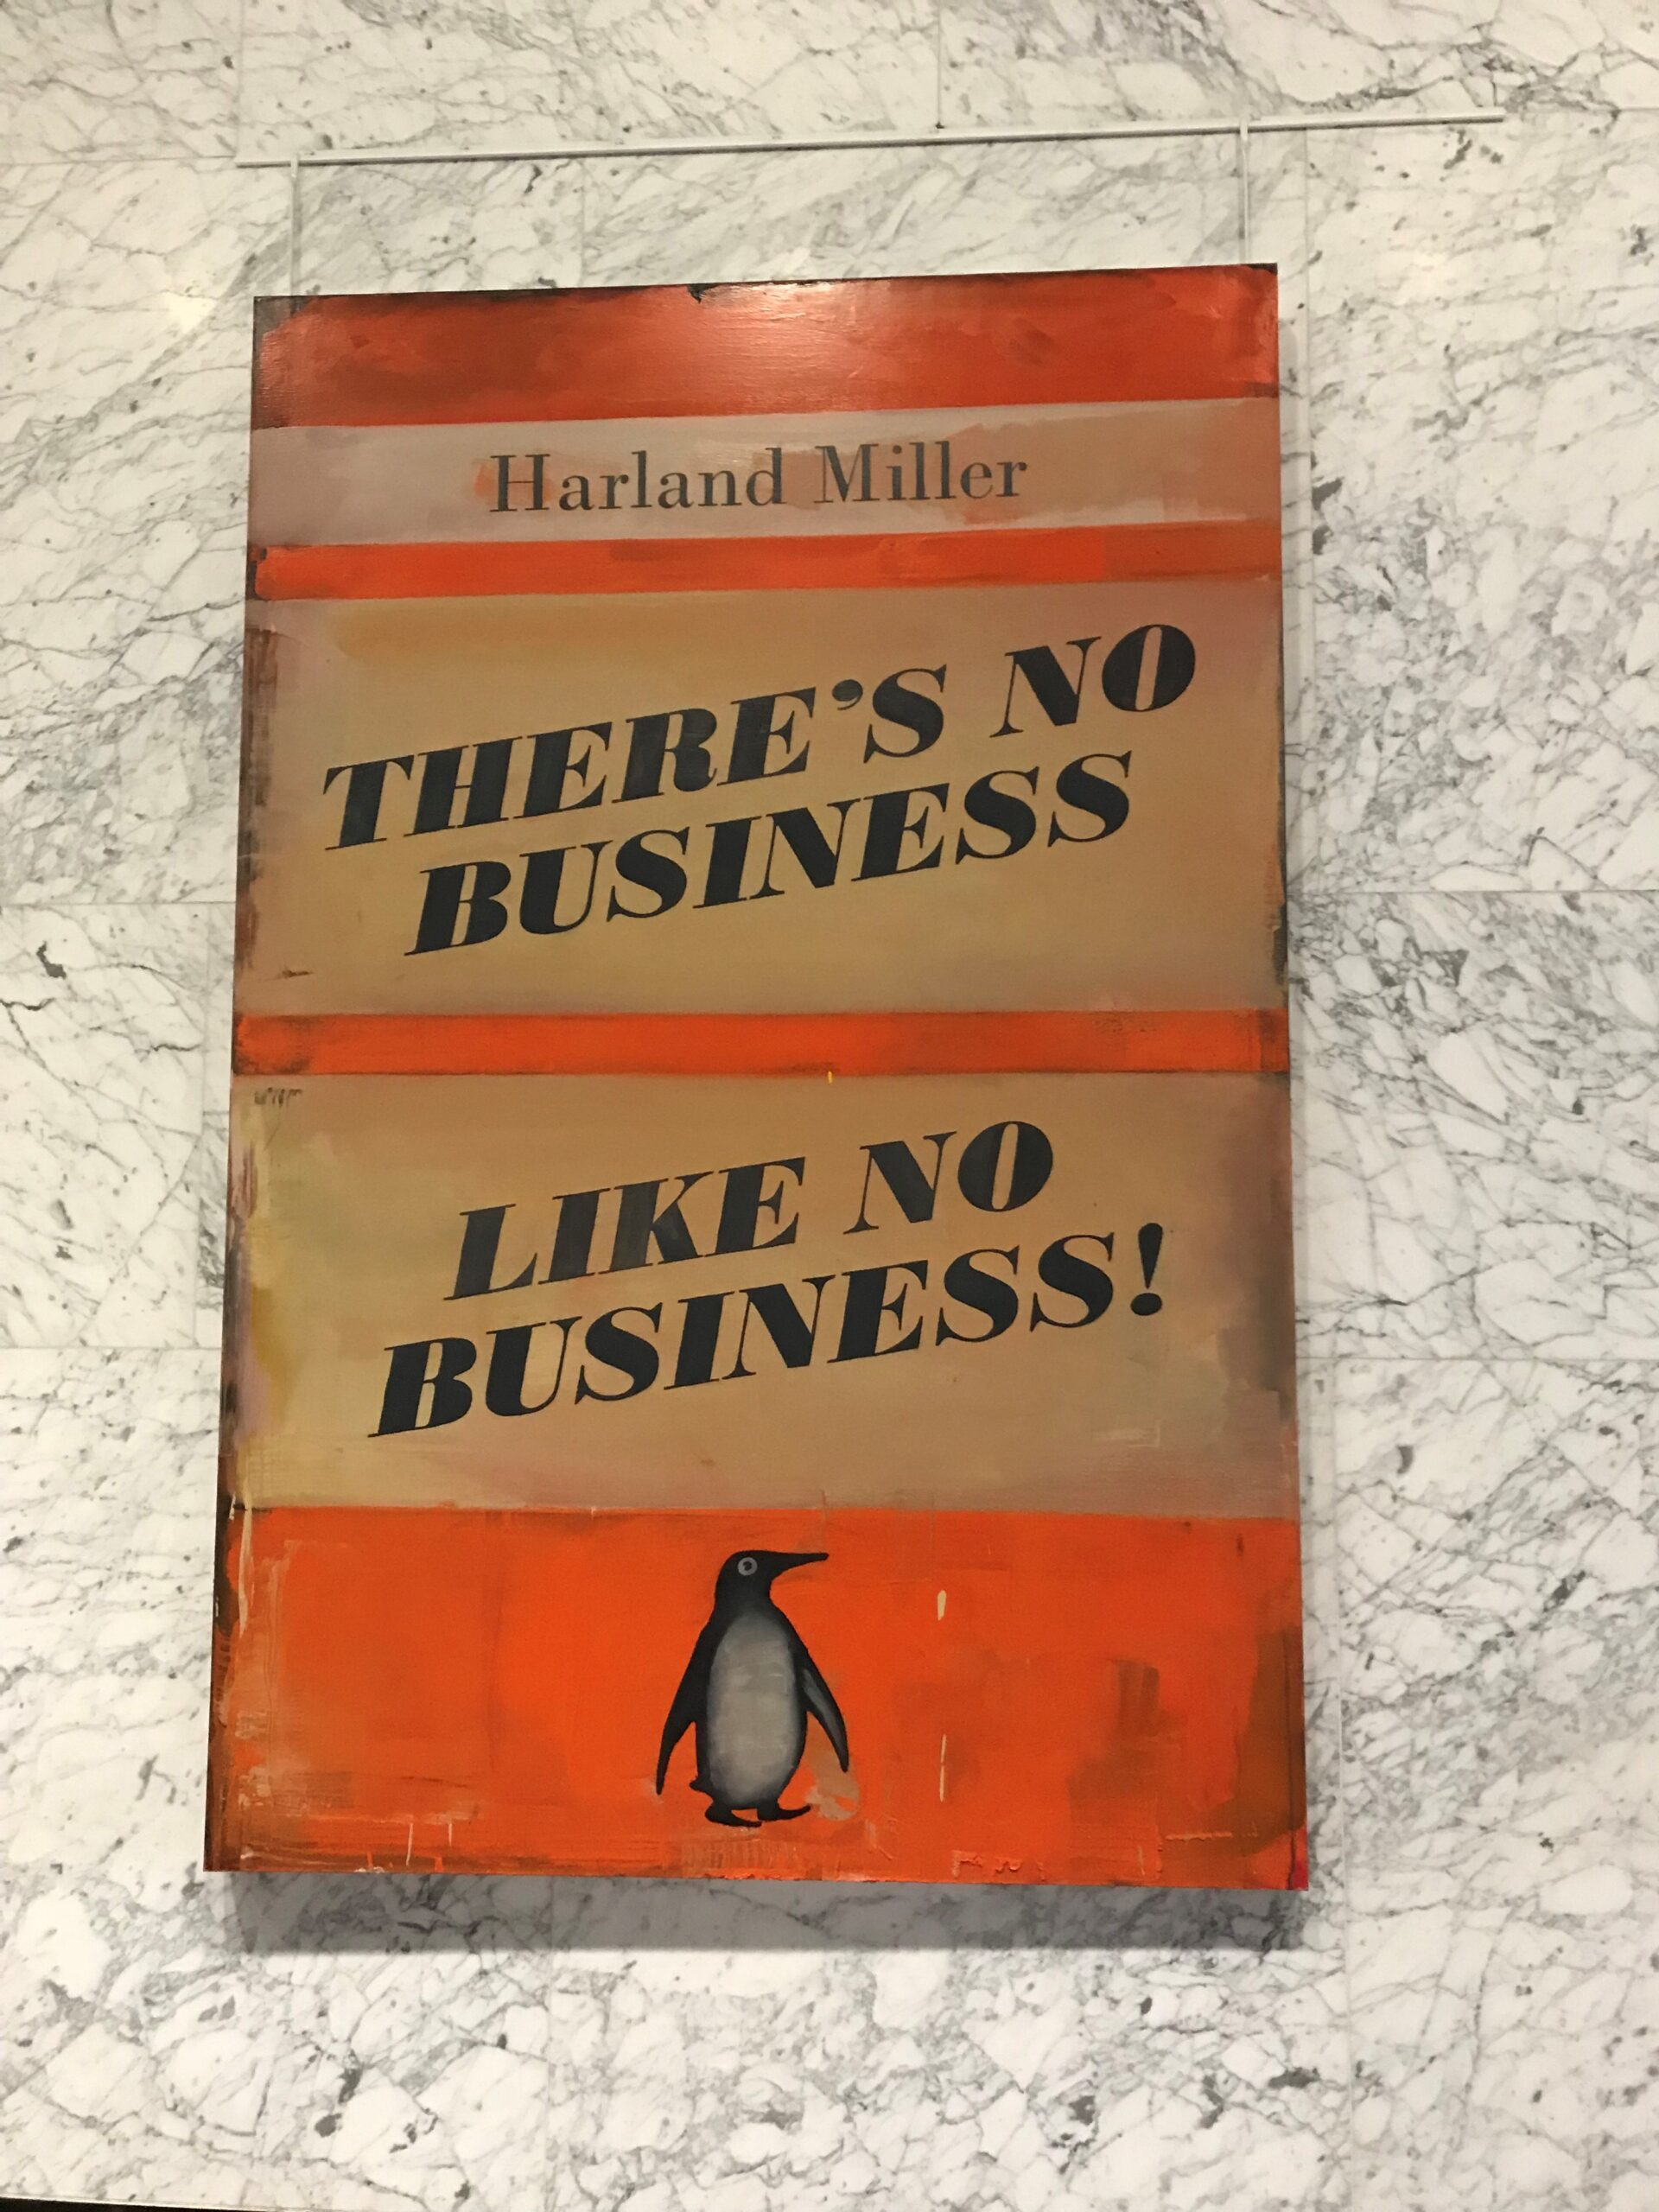 Harland Miller
THERE'S NO
BUSINESS
LIKE NO
BUSINESS!